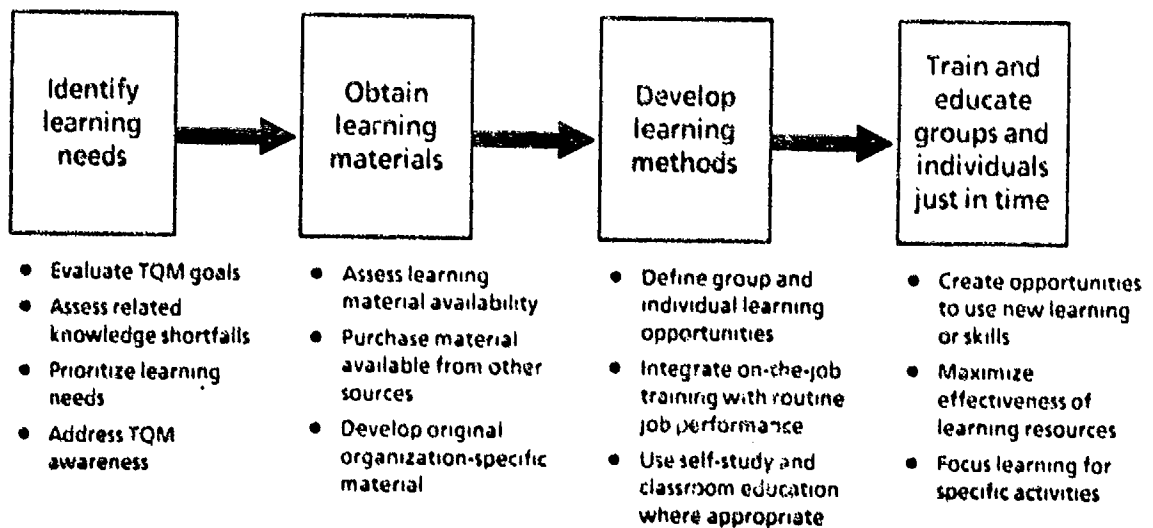 Identify
learning
needs
Obtain
learning
materials
Develop
learning
methods
Train and
educate
groups and
individuals
just in time
• Evaluate TQM goals
• Assess related
knowledge shortfalls
• Prioritize learning
needs
• Address TQM
awareness
• Assess learning
material availability
• Purchase material
available from other
sources
• Develop original
organization-specific
material
• Define group and
individual learning
opportunities
• Integrate on-the-job
training with routine
job performance
• Use self-study and
classroom education
where appropriate
• Create opportunities
to use new learning
or skills
• Maximize
effectiveness of
learning resources
• Focus learning for
specific activities